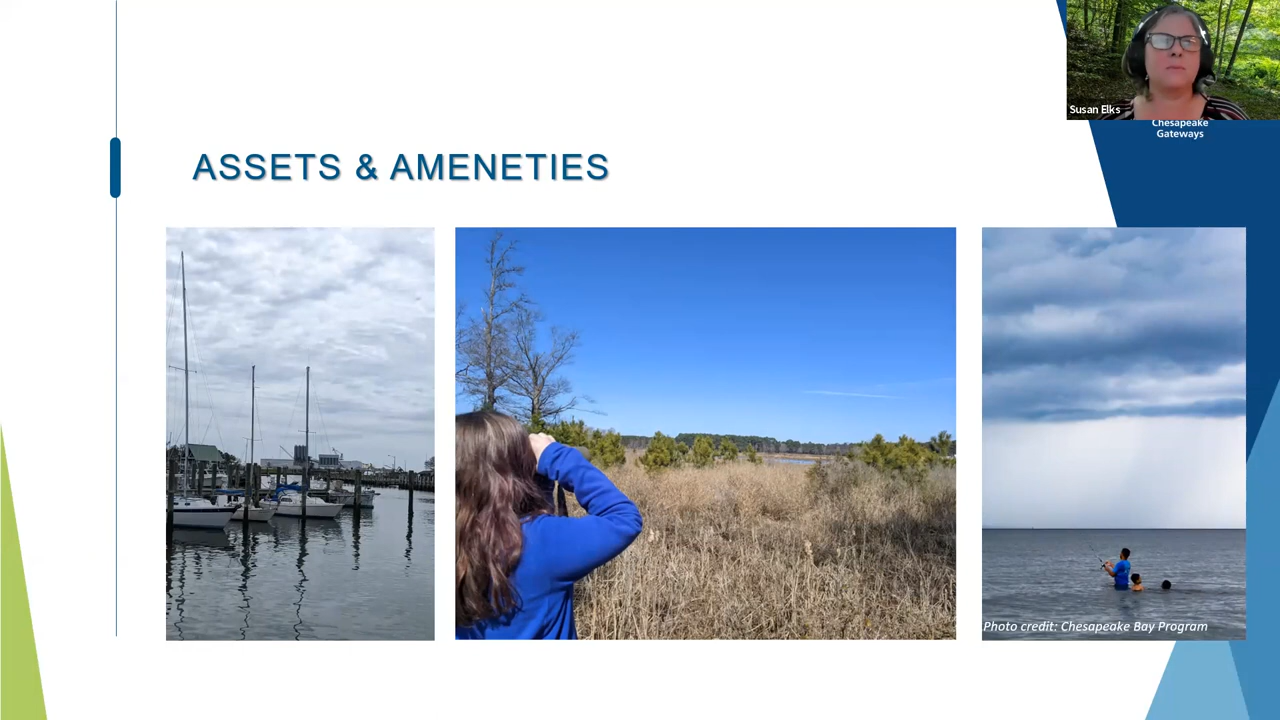 Susan Elks
Chesapeake
Gateways
ASSETS & AMENETIES
Photo credit: Chesapeake Bay Program